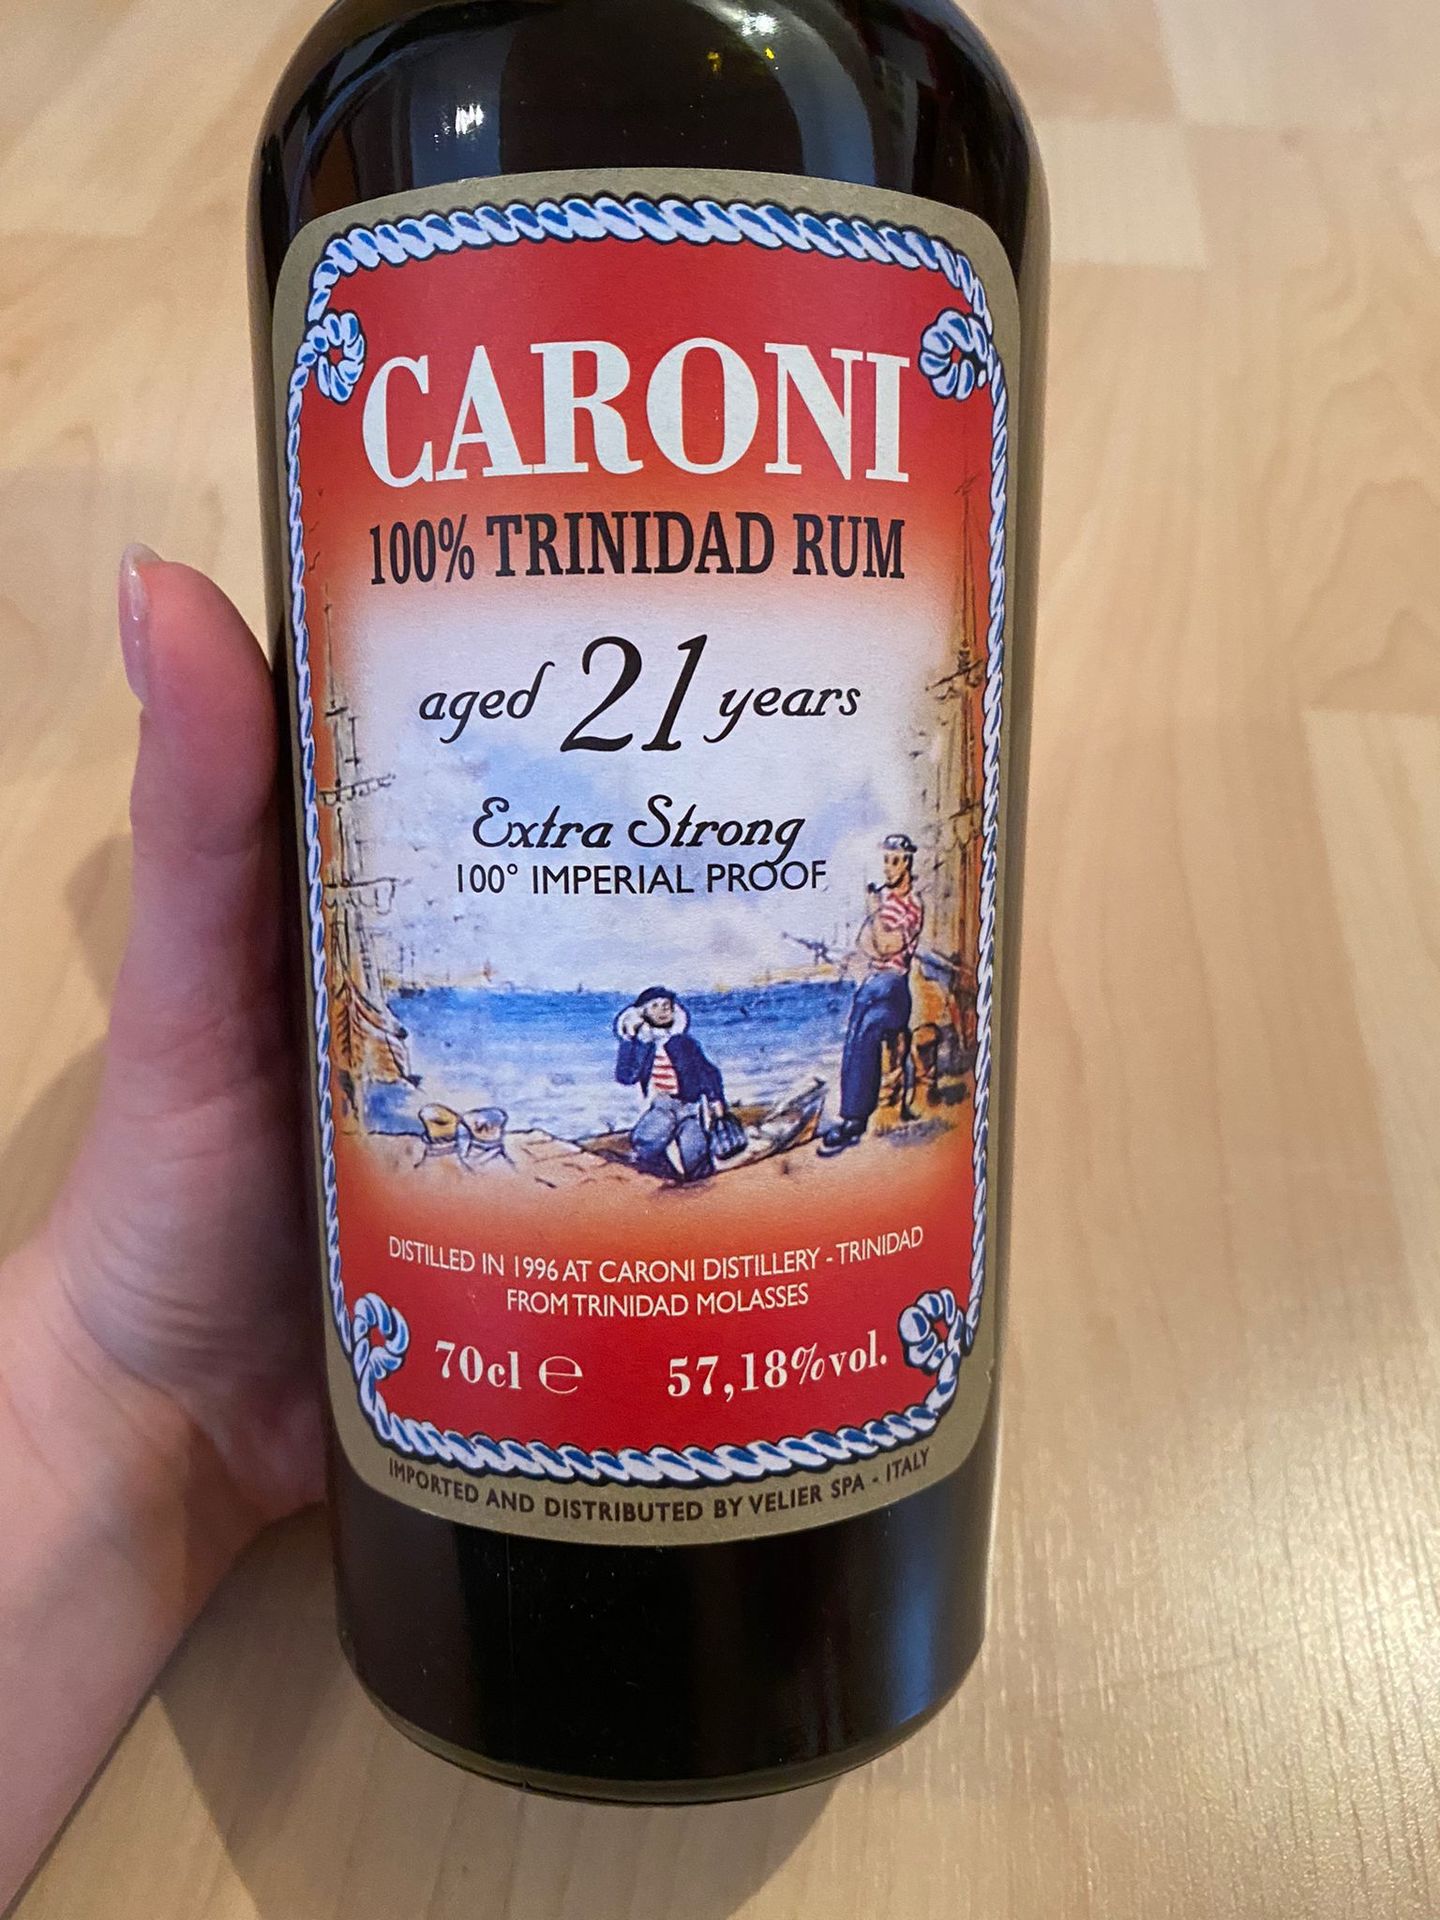 CARONI
100% TRINIDAD RUM
aged 21 years
Extra Strong
100° IMPERIAL PROOF
DISTILLED IN 1996 AT CARONI DISTILLERY - TRINIDAD
FROM TRINIDAD MOLASSES
70cl ℮ 57,18%vol.
IMPORTED AND DISTRIBUTED BY VELIER SPA - ITALY